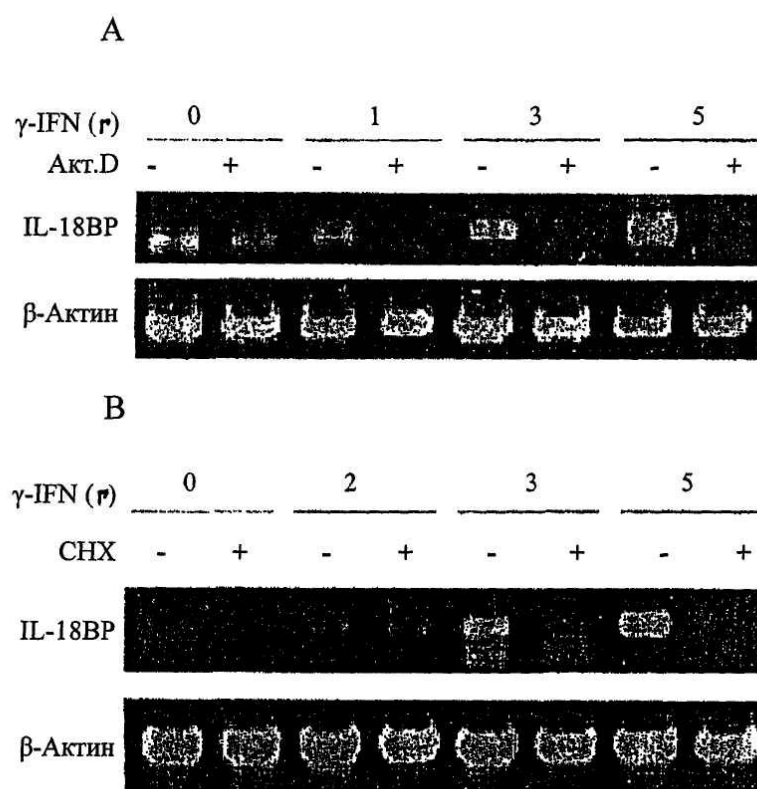 A
0 1 3 5
γ-IFN (г)
Акт.D - + - + - + - +
IL-18BP
β-Актин
B
0 2 3 5
γ-IFN (г)
CHX - + - + - + - +
IL-18BP
β-Актин